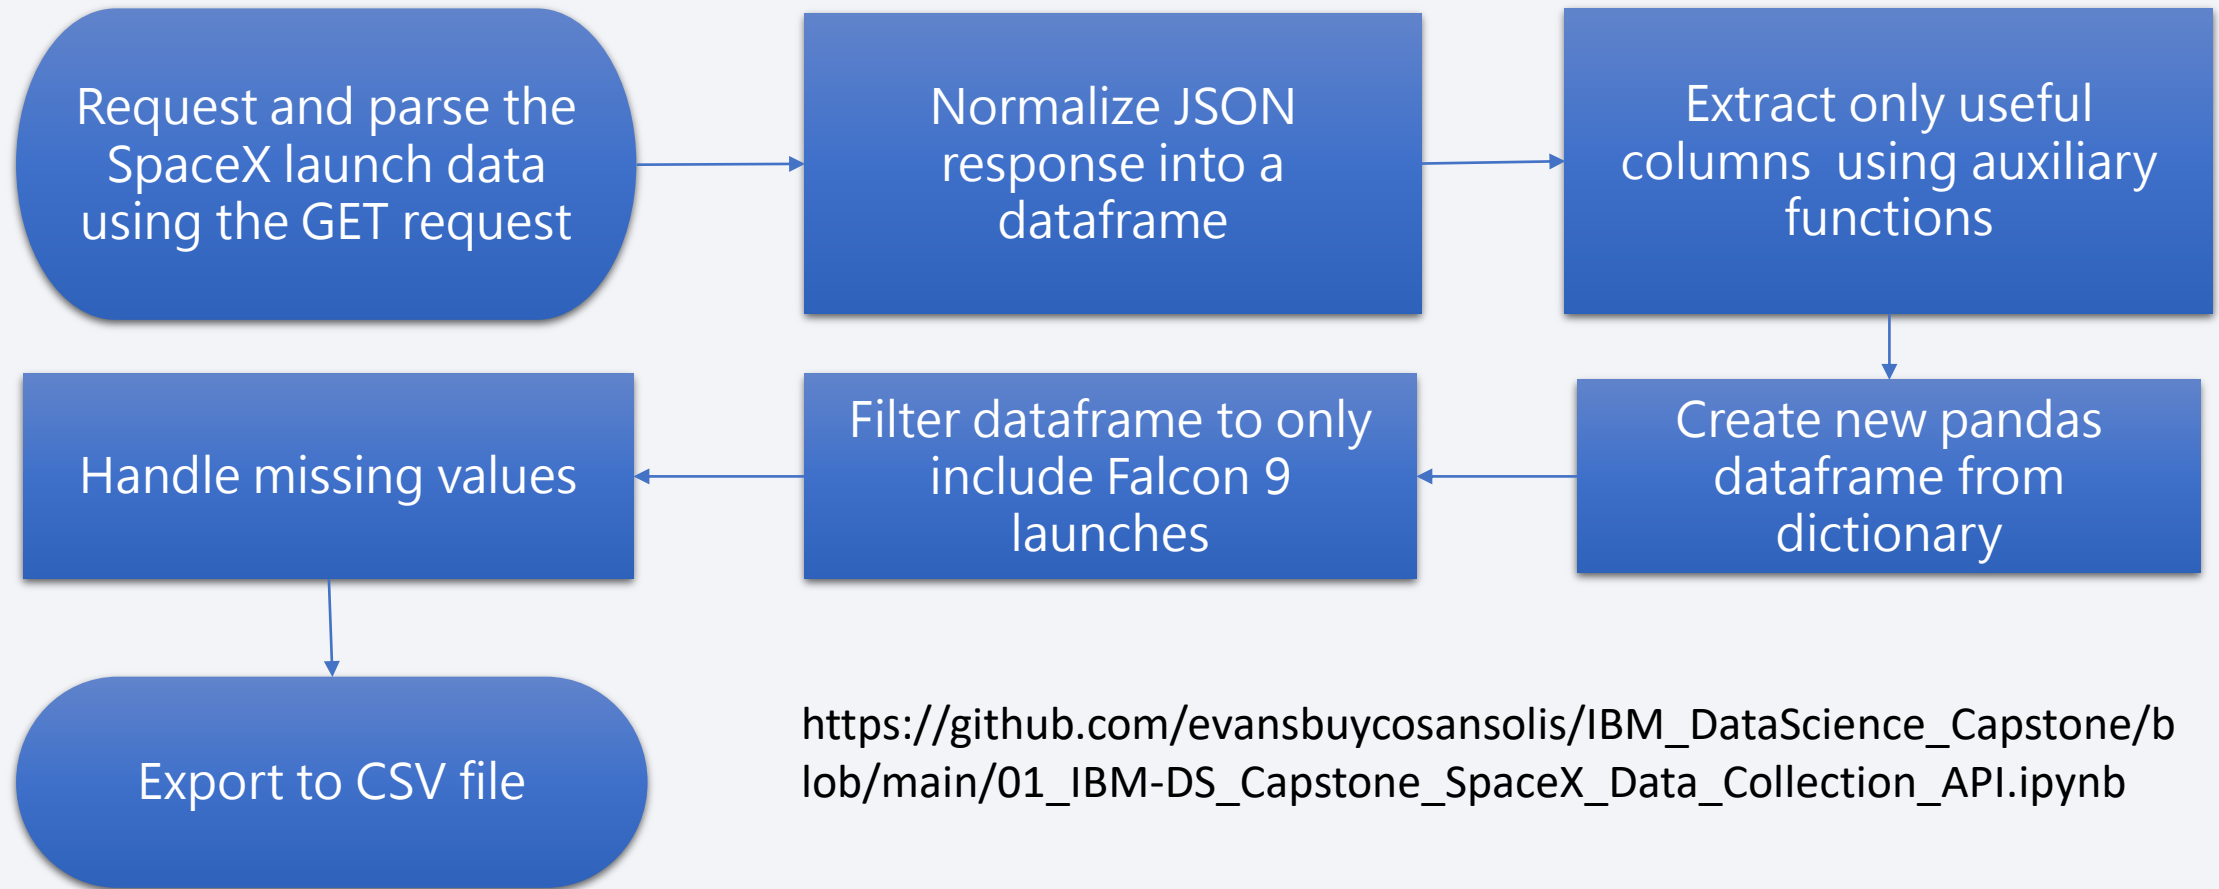 Request and parse the
SpaceX launch data
using the GET request
Normalize JSON
response into a
dataframe
Extract only useful
columns  using auxiliary
functions
Create new pandas
dataframe from
dictionary
Filter dataframe to only
include Falcon 9
launches
Handle missing values
Export to CSV file
https://github.com/evansbuycosansolis/IBM_DataScience_Capstone/b
lob/main/01_IBM-DS_Capstone_SpaceX_Data_Collection_API.ipynb